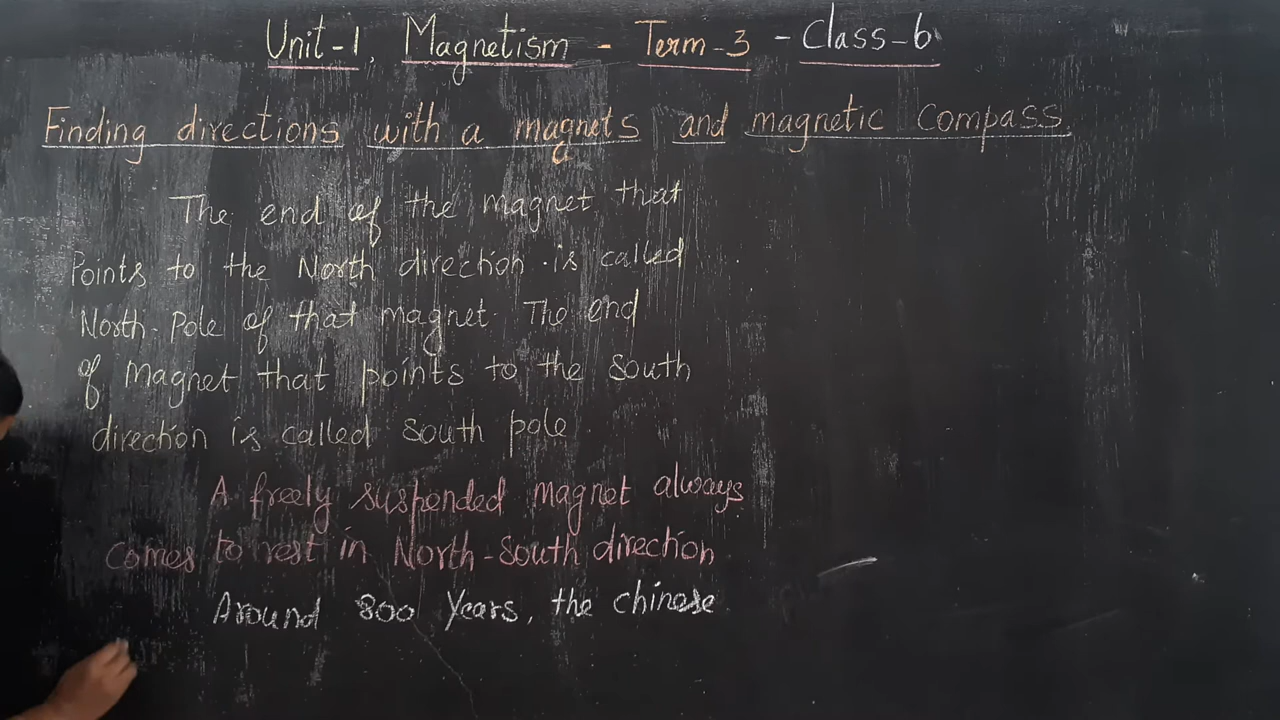 Unit-1, Magnetism - Term-3 - Class-6
Finding directions with a magnets and magnetic Compass
The end of the magnet that
Points to the North direction is called
North-Pole of that magnet. The end
of Magnet that points to the south
direction is called south pole.
A freely suspended magnet always
comes to rest in North-South direction
Around 800 Years, the chinese